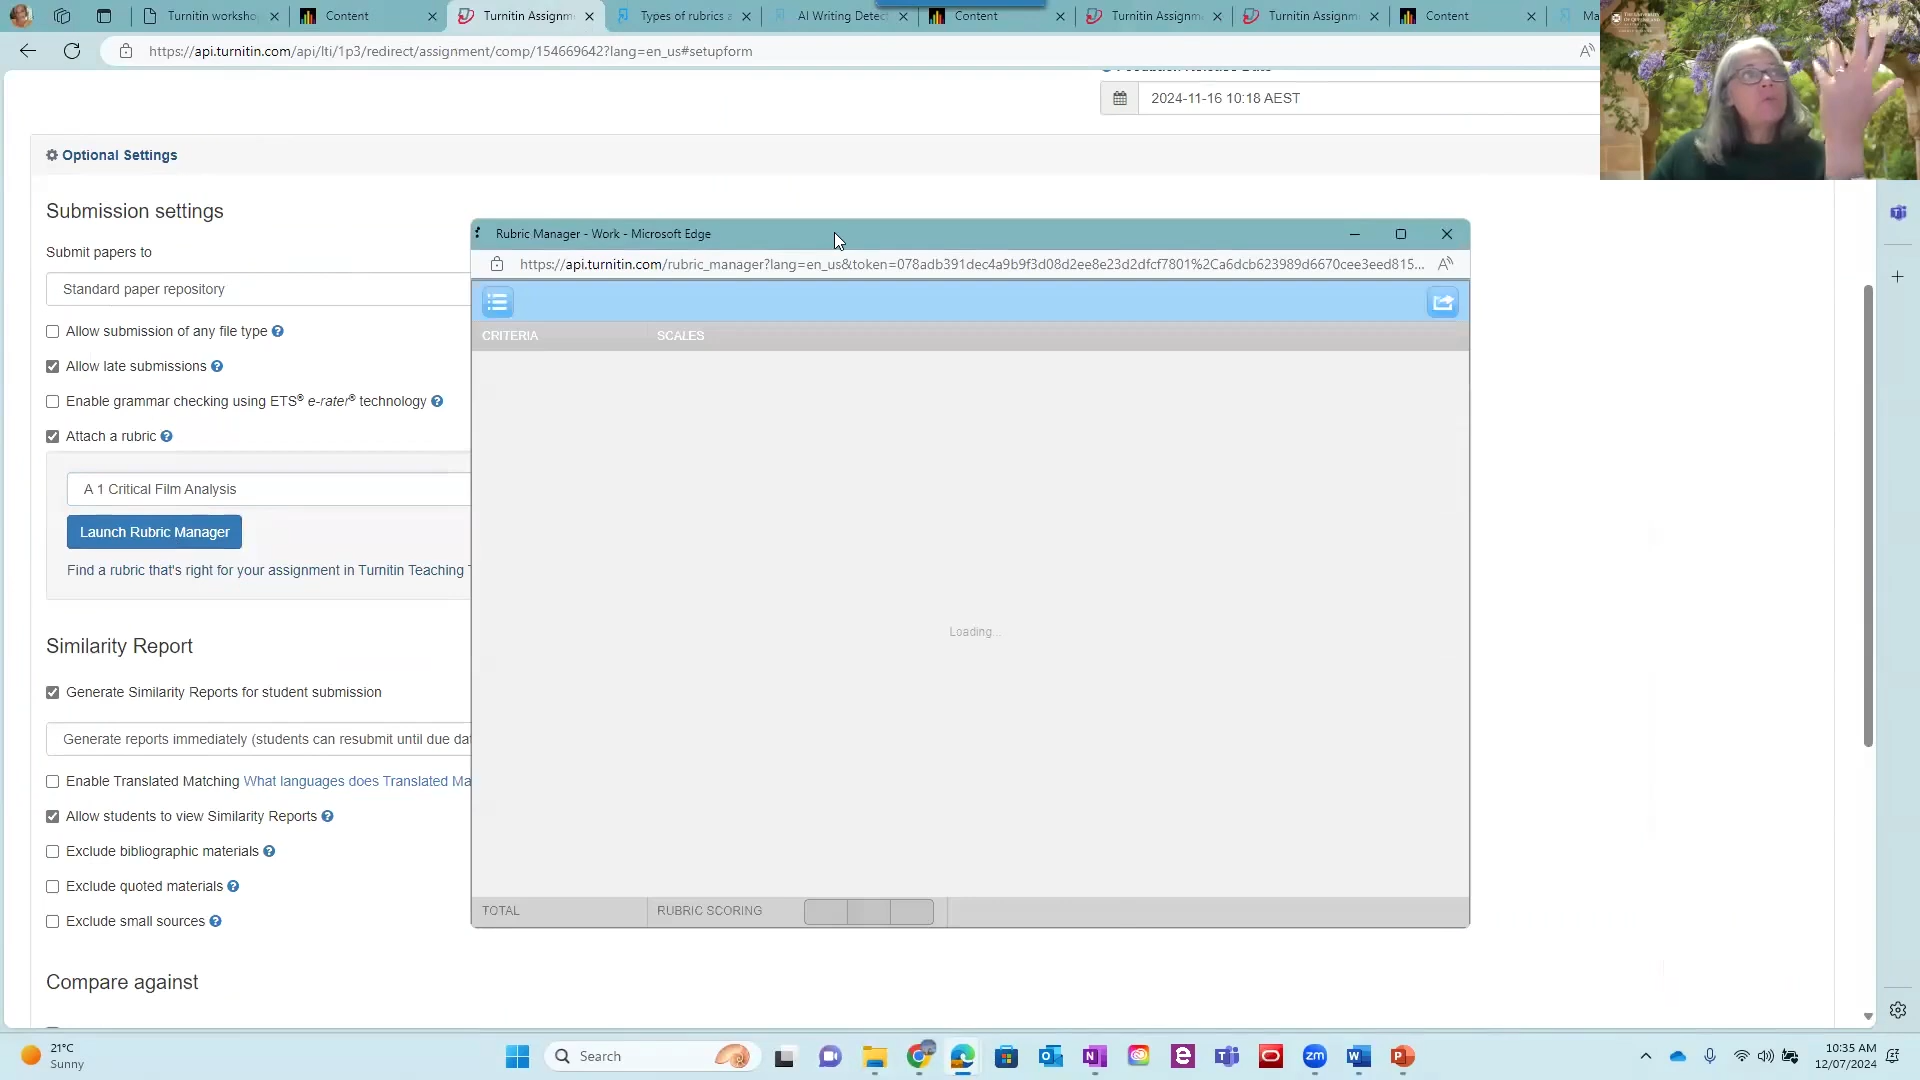 Turnitin worksho
Content
Turnitin Assignm
Types of rubrics a
AI Writing Detec
Content
Turnitin Assignm
Turnitin Assignm
Content
Ma
https://api.turnitin.com/api/lti/1p3/redirect/assignment/comp/154669642?lang=en_us#setupform
2024-11-16 10:18 AEST
Optional Settings
Submission settings
Submit papers to
Standard paper repository
Allow submission of any file type
Allow late submissions
Enable grammar checking using ETS® e-rater® technology
Attach a rubric
A 1 Critical Film Analysis
Launch Rubric Manager
Find a rubric that's right for your assignment in Turnitin Teaching
Similarity Report
Generate Similarity Reports for student submission
Generate reports immediately (students can resubmit until due da
Enable Translated Matching What languages does Translated Ma
Allow students to view Similarity Reports
Exclude bibliographic materials
Exclude quoted materials
Exclude small sources
Compare against
Rubric Manager - Work - Microsoft Edge
https://api.turnitin.com/rubric_manager?lang=en_us&token=078adb391dec4a9b9f3d08d2ee8e23d2dfcf7801%2Ca6dcb623989d6670cee3eed815...
CRITERIA
SCALES
Loading...
TOTAL
RUBRIC SCORING
21°C
Sunny
Search
zm
10:35 AM
12/07/2024